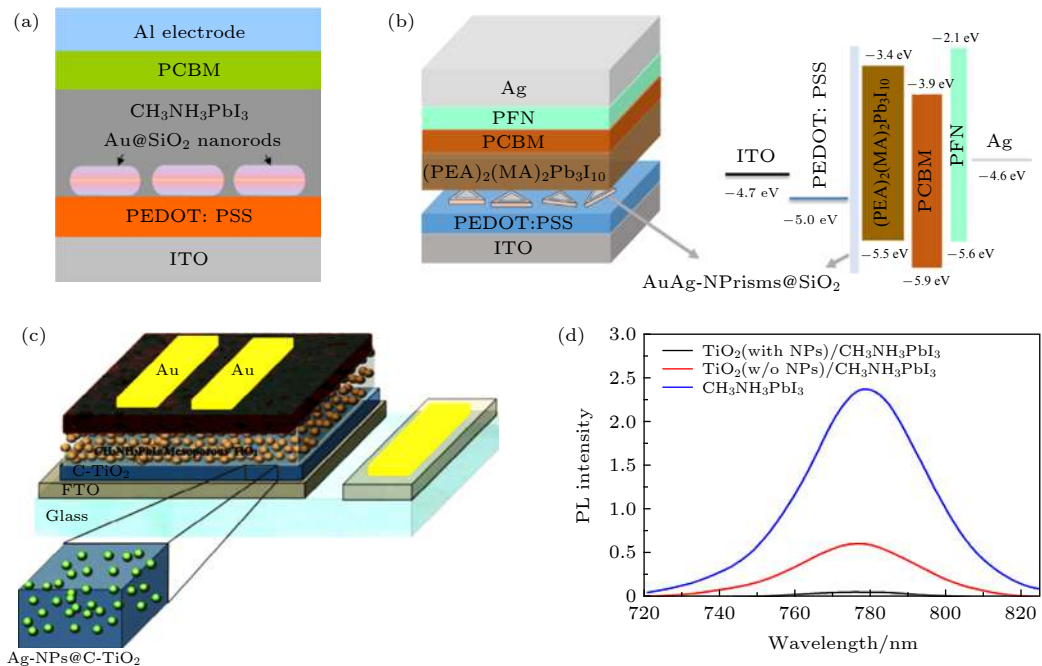 (a)
Al electrode
PCBM
CH₃NH₃PbI₃
Au@SiO₂ nanorods
PEDOT: PSS
ITO
(b)
Ag
PFN
PCBM
(PEA)₂(MA)₂Pb₃I₁₀
PEDOT:PSS
ITO
AuAg-NPrisms@SiO₂
ITO
−4.7 eV
PEDOT: PSS
−5.0 eV
−3.4 eV
(PEA)₂(MA)₂Pb₃I₁₀
−5.5 eV
−3.9 eV
PCBM
−5.9 eV
−2.1 eV
PFN
−5.6 eV
Ag
−4.6 eV
(c)
Au
Au
CH₃NH₃PbI₃ Mesoporous TiO₂
C-TiO₂
FTO
Glass
Ag-NPs@C-TiO₂
(d)
TiO₂(with NPs)/CH₃NH₃PbI₃
TiO₂(w/o NPs)/CH₃NH₃PbI₃
CH₃NH₃PbI₃
PL intensity
3.0
2.5
2.0
1.5
1.0
0.5
0
720
740
760
780
800
820
Wavelength/nm